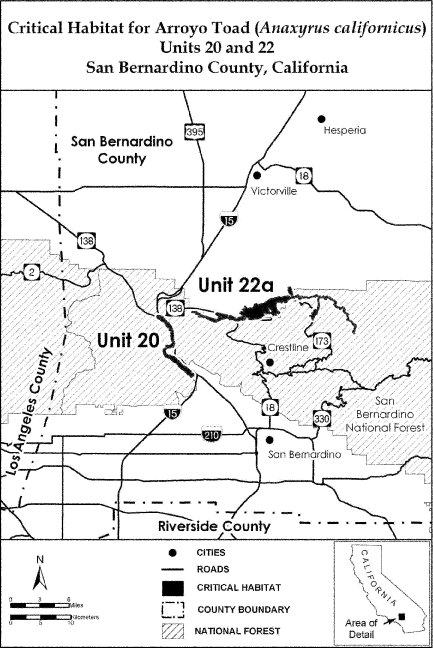 Critical Habitat for Arroyo Toad (Anaxyrus californicus)
Units 20 and 22
San Bernardino County, California
Hesperia
395
San Bernardino
County
18
Victorville
15
138
2
Unit 22a
138
Unit 20
173
Crestline
Los Angeles County
San
Bernardino
National Forest
15
18
330
210
San Bernardino
Riverside County
N
0 3 6
Miles
0 5 10
Kilometers
CITIES
ROADS
CRITICAL HABITAT
COUNTY BOUNDARY
NATIONAL FOREST
CALIFORNIA
Area of
Detail